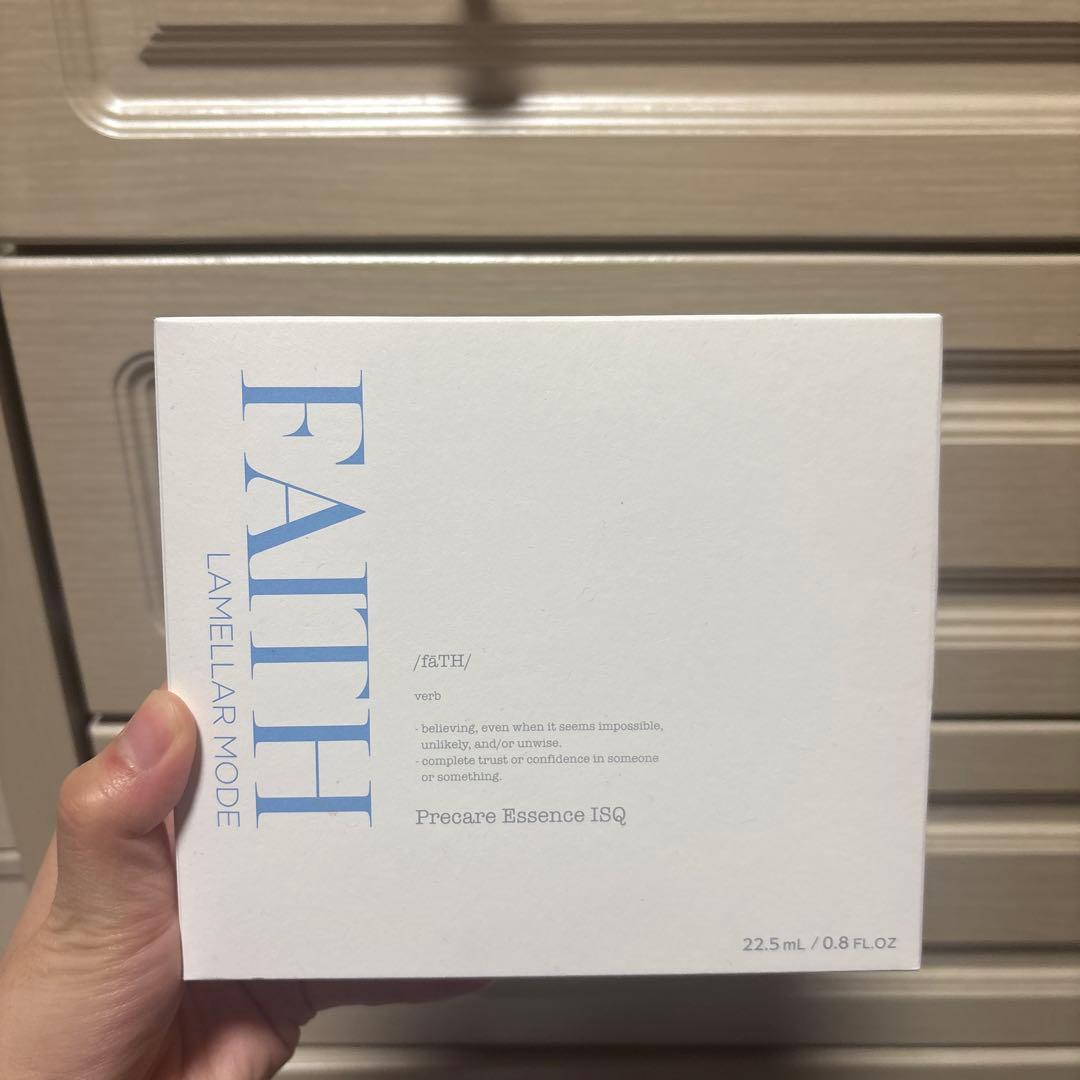 FAITH
LAMELLAR MODE
/fāTH/
verb
- believing, even when it seems impossible,
unlikely, and/or unwise.
- complete trust or confidence in someone
or something.
Precare Essence ISQ
22.5 mL / 0.8 FL.OZ